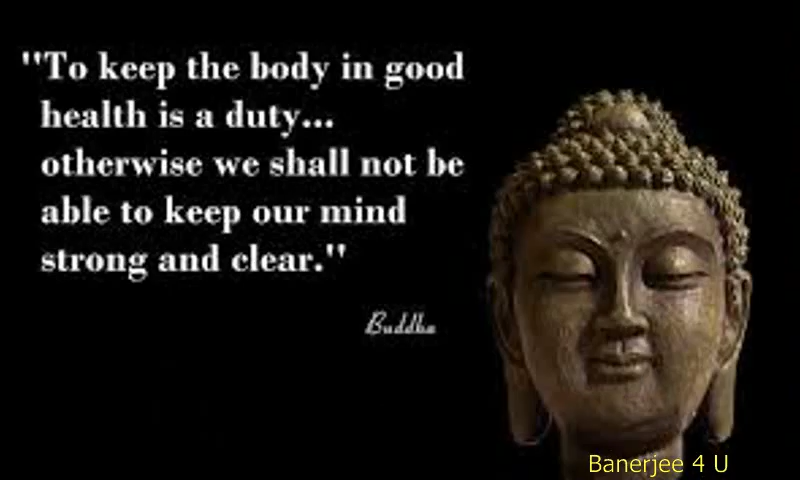 "To keep the body in good
health is a duty...
otherwise we shall not be
able to keep our mind
strong and clear."
Buddha
Banerjee 4 U